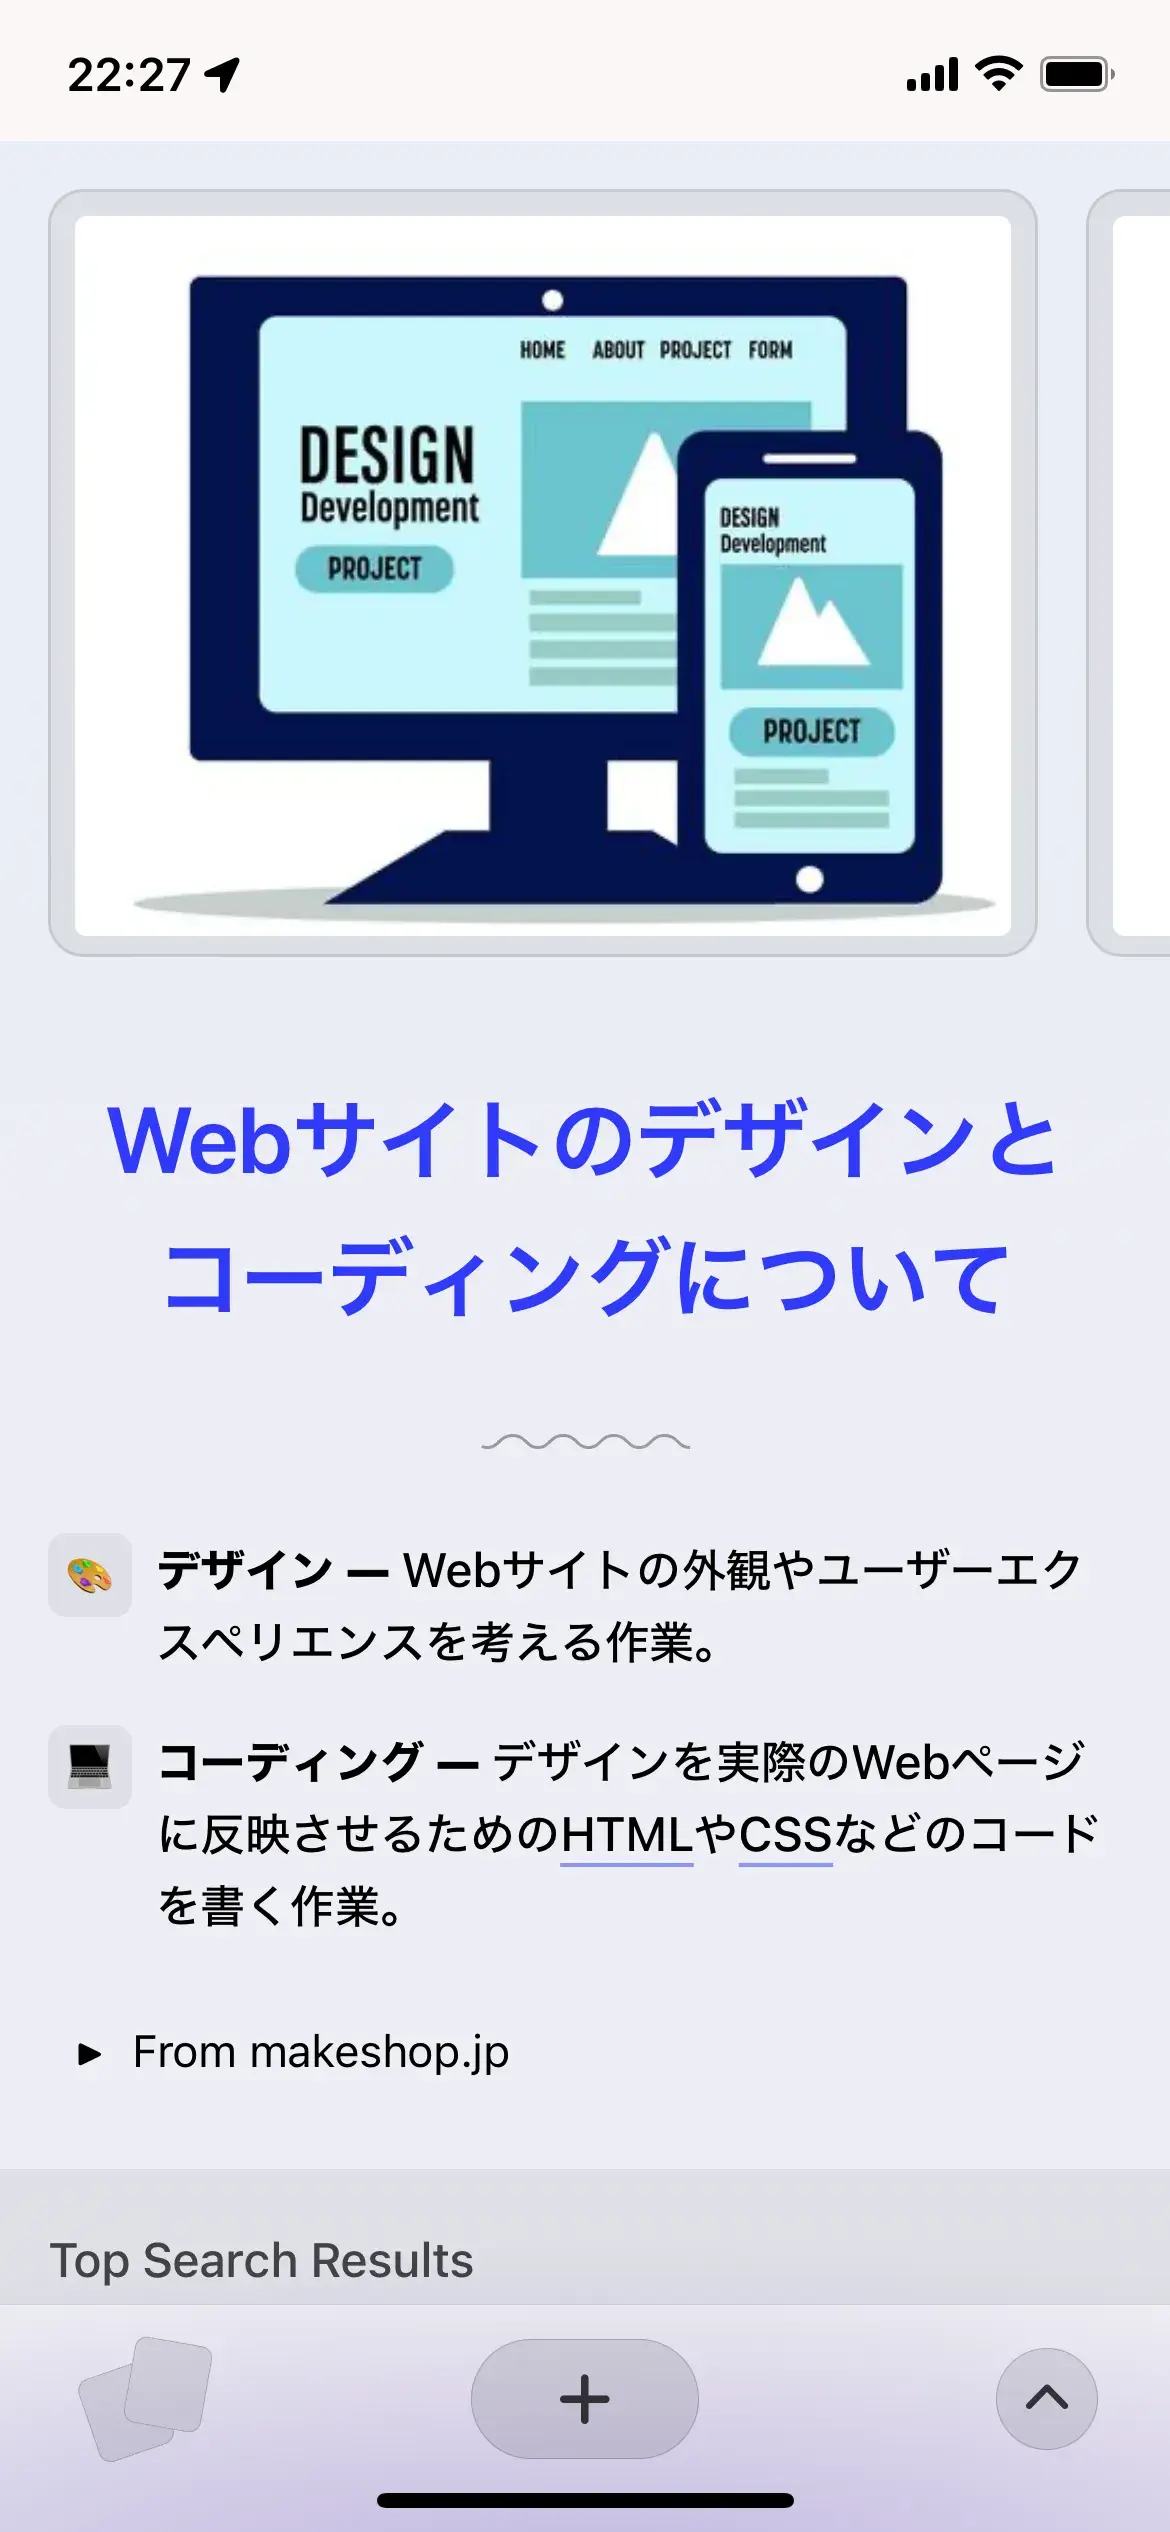 22:27
HOME ABOUT PROJECT FORM
DESIGN
Development
PROJECT
DESIGN
Development
PROJECT
Webサイトのデザインと
コーディングについて
デザイン — Webサイトの外観やユーザーエク
スペリエンスを考える作業。
コーディング — デザインを実際のWebページ
に反映させるためのHTMLやCSSなどのコード
を書く作業。
From makeshop.jp
Top Search Results